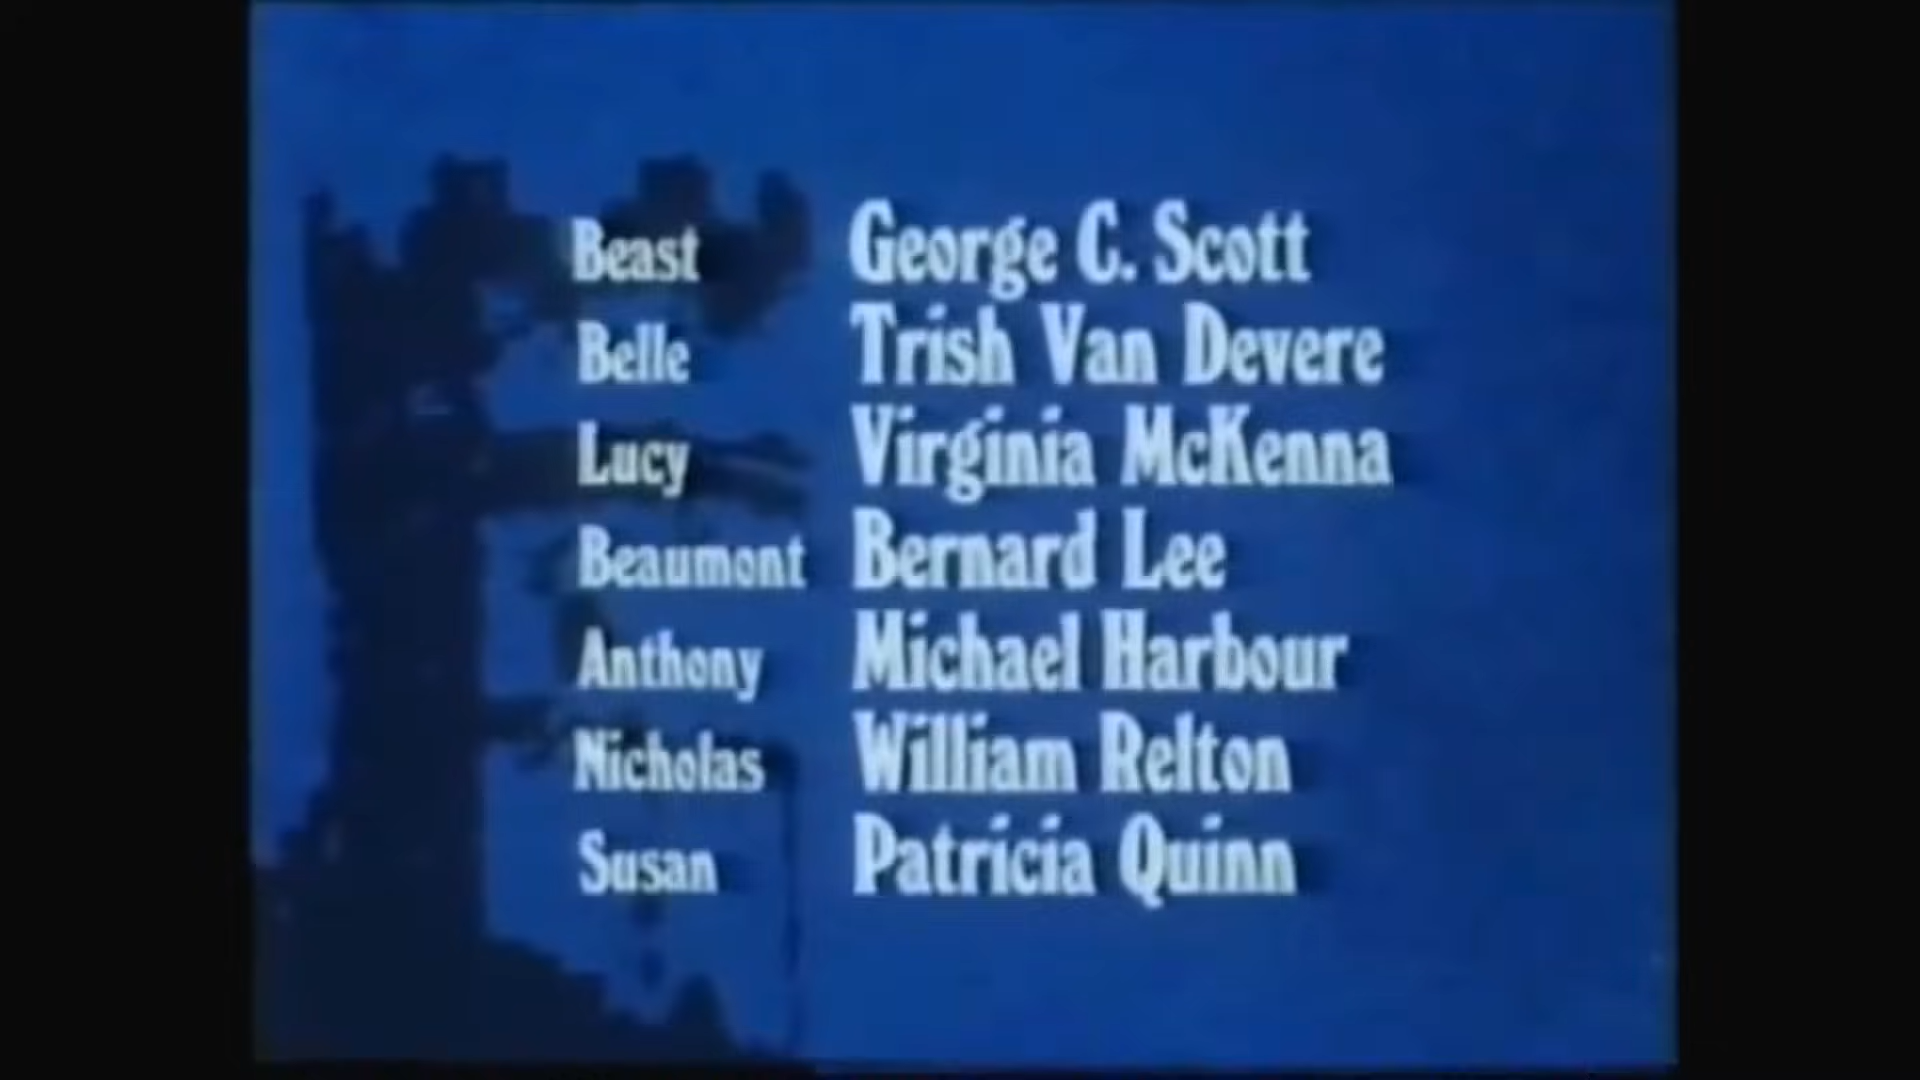 Beast George C. Scott
Belle Trish Van Devere
Lucy Virginia McKenna
Beaumont Bernard Lee
Anthony Michael Harbour
Nicholas William Relton
Susan Patricia Quinn